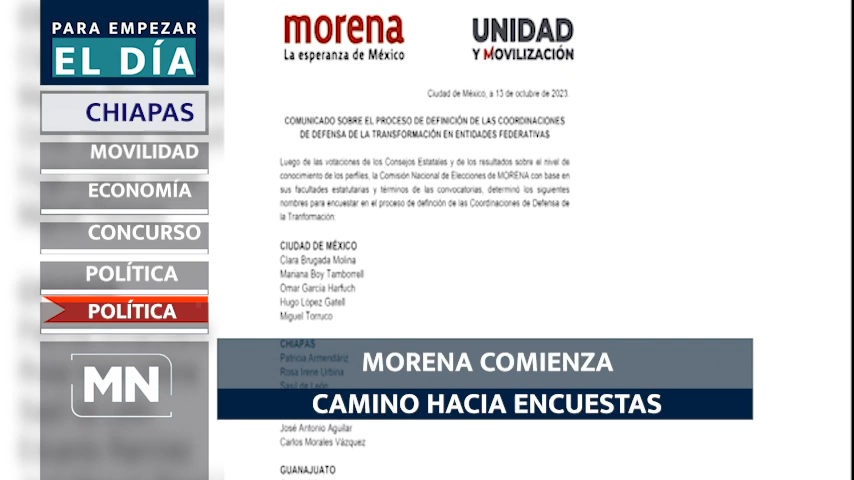 PARA EMPEZAR
EL DÍA
CHIAPAS
MOVILIDAD
ECONOMÍA
CONCURSO
POLÍTICA
POLÍTICA
MN
morena
La esperanza de México
UNIDAD
Y MOVILIZACIÓN
Ciudad de México, a 13 de octubre de 2023.
COMUNICADO SOBRE EL PROCESO DE DEFINICIÓN DE LAS COORDINACIONES
DE DEFENSA DE LA TRANSFORMACIÓN EN ENTIDADES FEDERATIVAS
Luego de las votaciones de los Consejos Estatales y de los resultados sobre el nivel de
conocimiento de los perfiles, la Comisión Nacional de Elecciones de MORENA con base en
sus facultades estatutarias y términos de las convocatorias, determinó los siguientes
nombres para encuestar en el proceso de definción de las Coordinaciones de Defensa de
la Tranformación.
CIUDAD DE MÉXICO
Clara Brugada Molina
Mariana Boy Tamborrell
Omar García Harfuch
Hugo López Gatell
Miguel Torruco
CHIAPAS
Patricia Armendáriz
Rosa Irene Urbina
Sasil de León
MORENA COMIENZA
CAMINO HACIA ENCUESTAS
José Antonio Aguilar
Carlos Morales Vázquez
GUANAJUATO